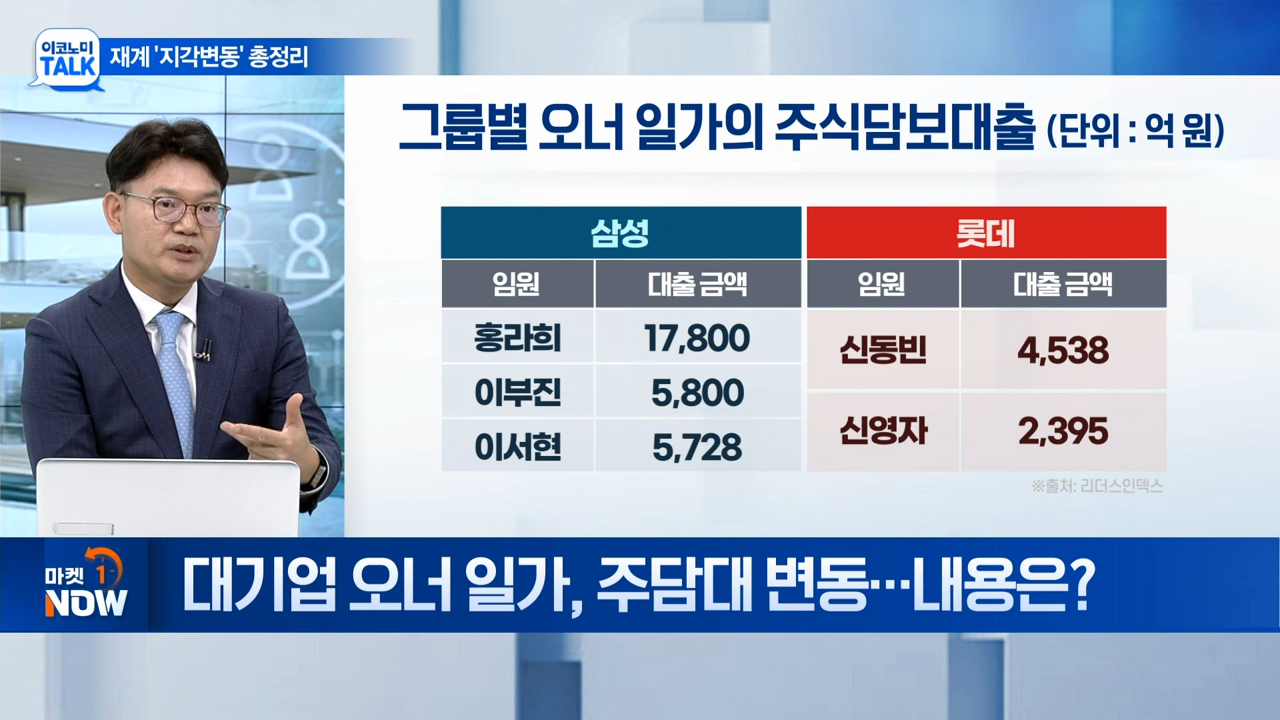 이코노미
TALK
재계 '지각변동' 총정리
그룹별 오너 일가의 주식담보대출 (단위 : 억 원)
삼성
롯데
임원
대출 금액
임원
대출 금액
홍라희
17,800
이부진
5,800
이서현
5,728
신동빈
4,538
신영자
2,395
※출처: 리더스인덱스
마켓 1
NOW
대기업 오너 일가, 주담대 변동…내용은?